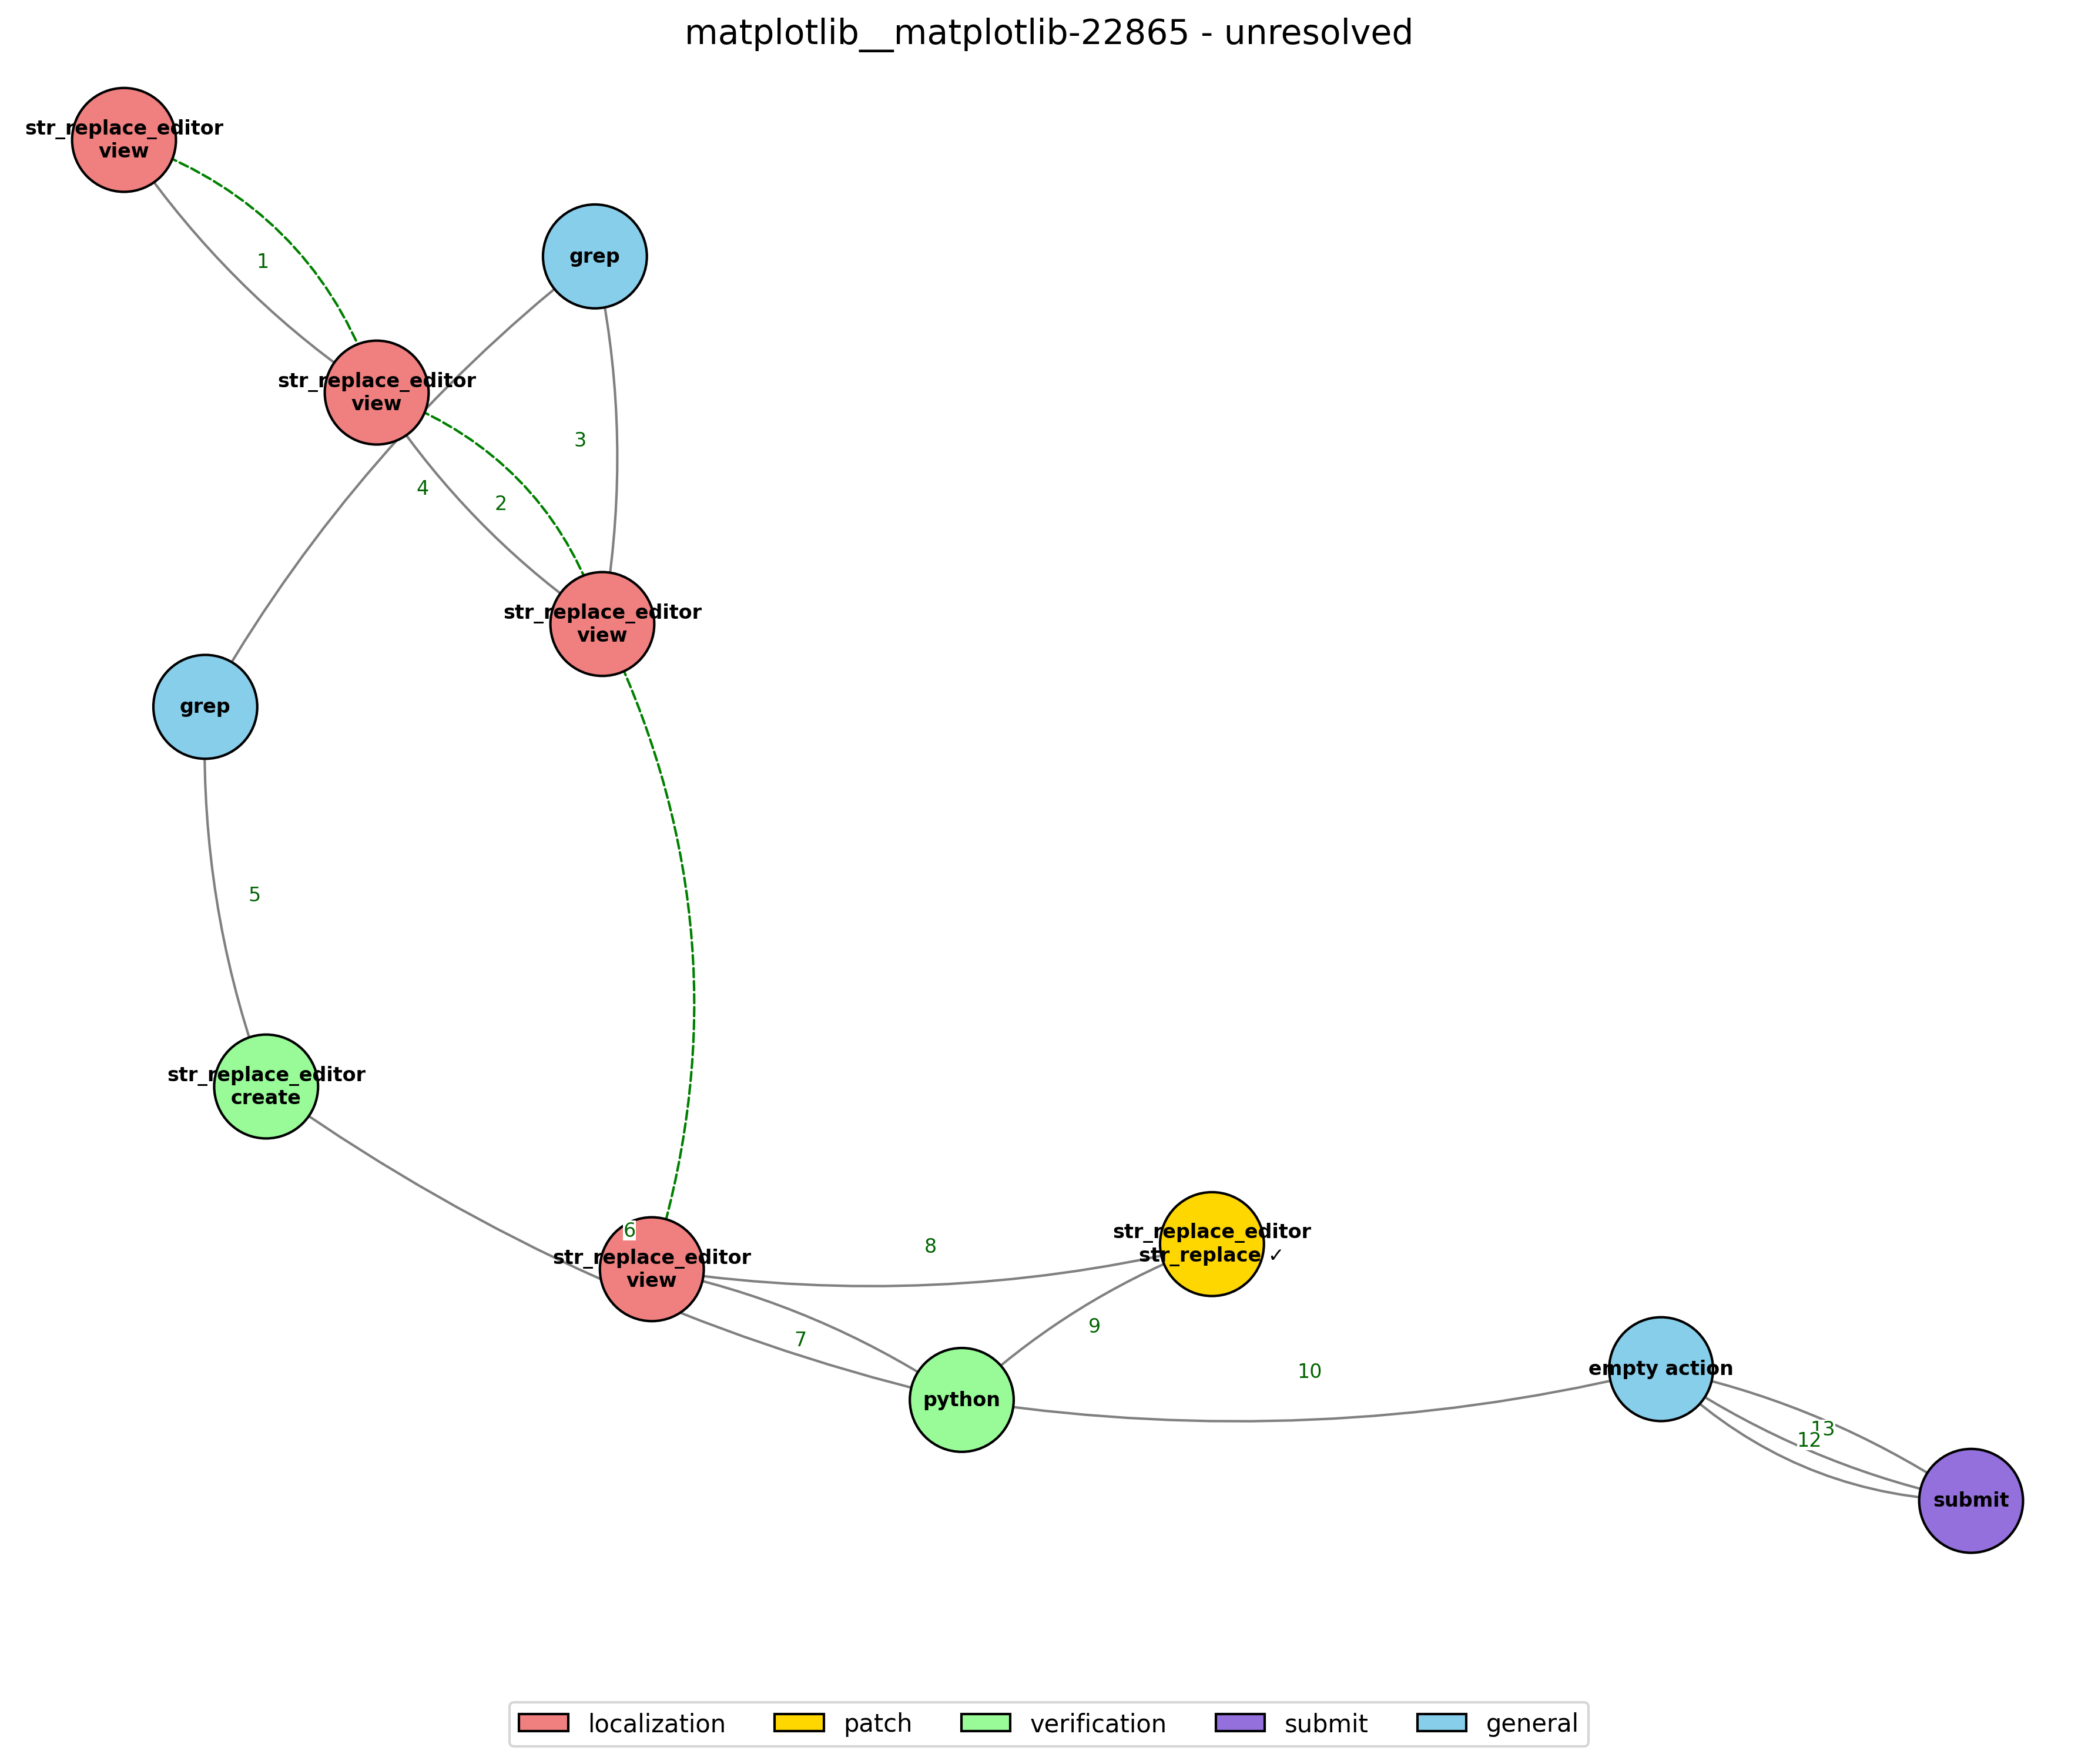 matplotlib__matplotlib-22865 - unresolved
str_replace_editor
view
grep
1
str_replace_editor
view
3
4
2
str_replace_editor
view
grep
5
str_replace_editor
create
6
str_replace_editor
view
8
str_replace_editor
str_replace ✓
7
9
python
10
empty action
13
12
submit
localization
patch
verification
submit
general